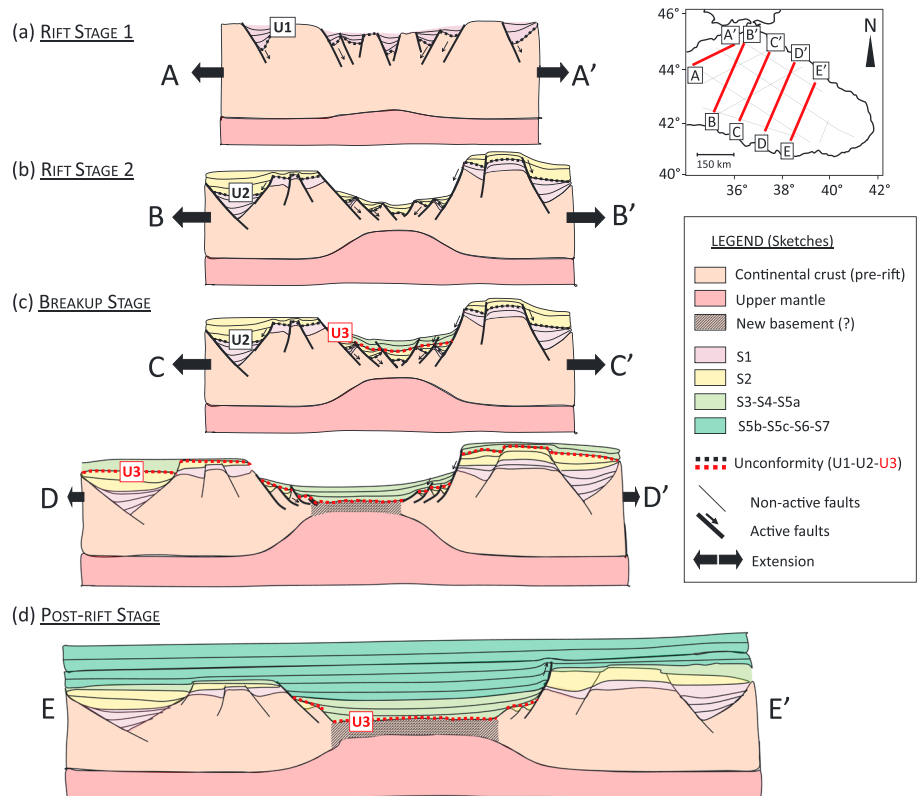 (a) RIFT STAGE 1
U1
A
A’
(b) RIFT STAGE 2
U2
B
B’
(c) BREAKUP STAGE
U2
U3
C
C’
U3
D
D’
(d) POST-RIFT STAGE
U3
E
E’
46°
44°
42°
40°
36°
38°
40°
42°
A’
B’
C’
D’
E’
A
B
C
D
E
N
150 km
LEGEND (Sketches)
Continental crust (pre-rift)
Upper mantle
New basement (?)
S1
S2
S3-S4-S5a
S5b-S5c-S6-S7
Unconformity (U1-U2-U3)
Non-active faults
Active faults
Extension